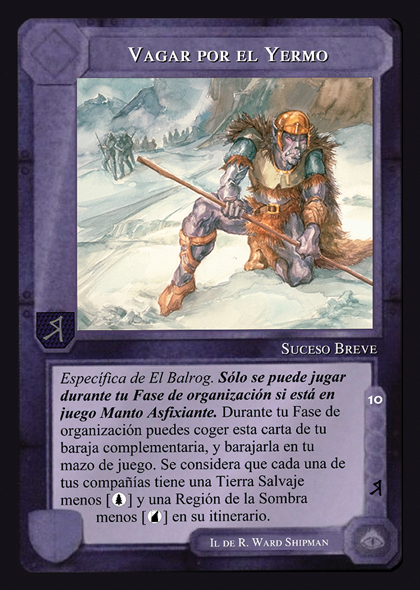 VAGAR POR EL YERMO
SUCESO BREVE
Específica de El Balrog. Sólo se puede jugar
durante tu Fase de organización si está en
juego Manto Asfixiante. Durante tu Fase de
organización puedes coger esta carta de tu
baraja complementaria, y barajarla en tu
mazo de juego. Se considera que cada una de
tus compañías tiene una Tierra Salvaje
menos [ ] y una Región de la Sombra
menos [ ] en su itinerario.
10
IL DE R. WARD SHIPMAN